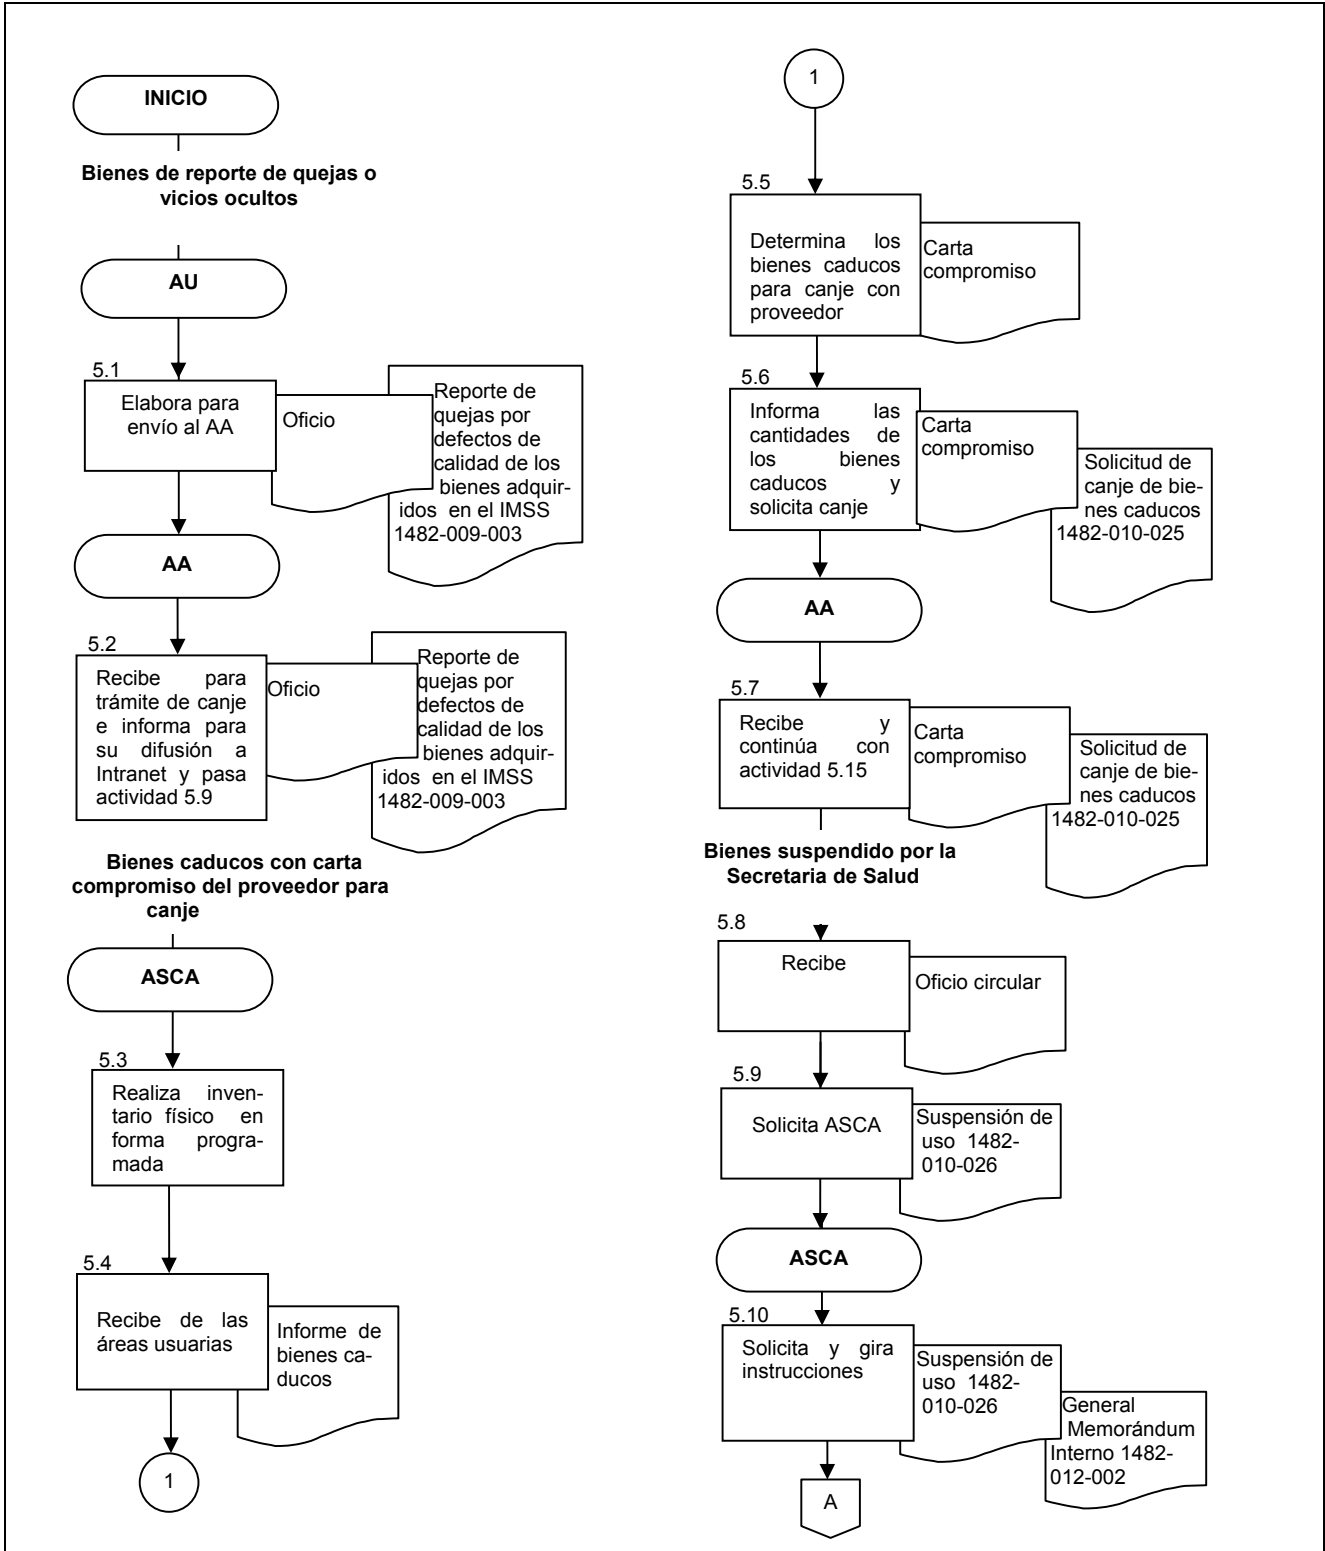 INICIO
Bienes de reporte de quejas o
vicios ocultos
AU
5.1
Elabora para
envío al AA
Oficio
Reporte de
quejas por
defectos de
calidad de los
bienes adquir-
idos en el IMSS
1482-009-003
AA
5.2
Recibe para
trámite de canje
e informa para
su difusión a
Intranet y pasa
actividad 5.9
Oficio
Reporte de
quejas por
defectos de
calidad de los
bienes adquir-
idos en el IMSS
1482-009-003
Bienes caducos con carta
compromiso del proveedor para
canje
ASCA
5.3
Realiza inven-
tario físico en
forma progra-
mada
5.4
Recibe de las
áreas usuarias
Informe de
bienes ca-
ducos
1
1
5.5
Determina los
bienes caducos
para canje con
proveedor
Carta
compromiso
5.6
Informa las
cantidades de
los bienes
caducos y
solicita canje
Carta
compromiso
Solicitud de
canje de bie-
nes caducos
1482-010-025
AA
5.7
Recibe y
continúa con
actividad 5.15
Carta
compromiso
Solicitud de
canje de bie-
nes caducos
1482-010-025
Bienes suspendido por la
Secretaria de Salud
5.8
Recibe
Oficio circular
5.9
Solicita ASCA
Suspensión de
uso 1482-
010-026
ASCA
5.10
Solicita y gira
instrucciones
Suspensión de
uso 1482-
010-026
General
Memorándum
Interno 1482-
012-002
A